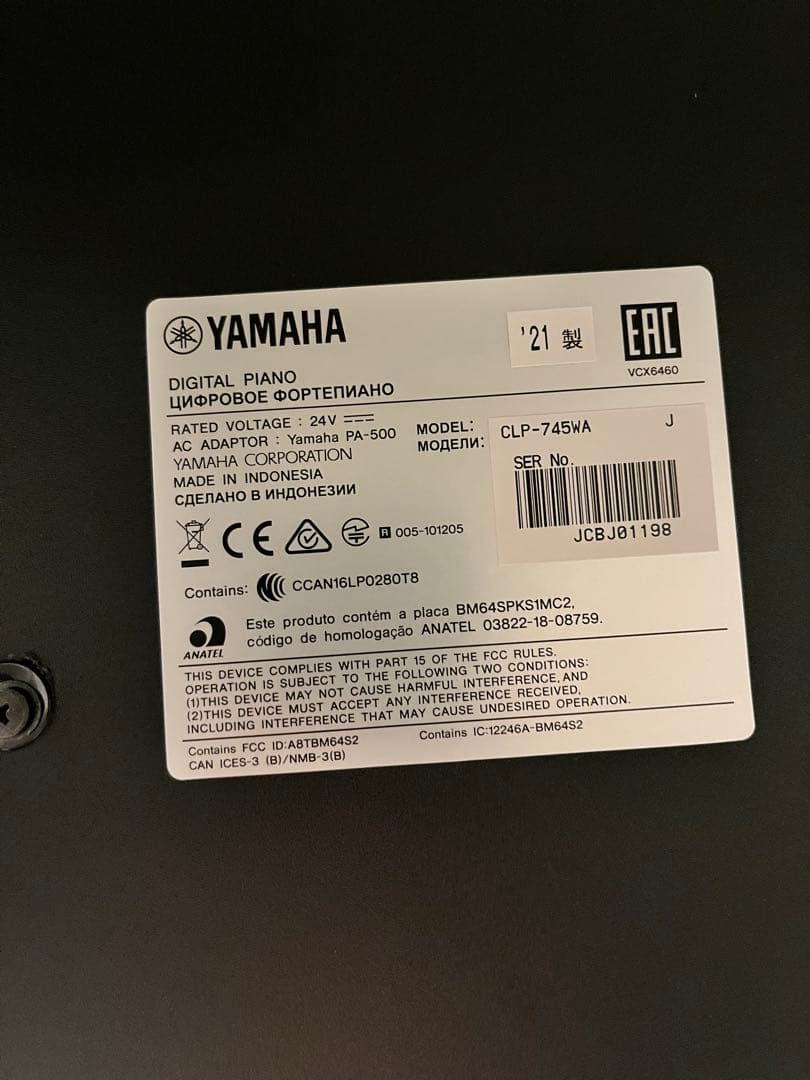 YAMAHA
'21 製
EAC
VCX6460
DIGITAL PIANO
ЦИФРОВОЕ ФОРТЕПИАНО
RATED VOLTAGE : 24V
AC ADAPTOR : Yamaha PA-500
YAMAHA CORPORATION
MADE IN INDONESIA
СДЕЛАНО В ИНДОНЕЗИИ
MODEL:
МОДЕЛИ:
CLP-745WA J
SER No.
JCBJ01198
CE
R 005-101205
Contains: CCAN16LP0280T8
ANATEL
Este produto contém a placa BM64SPKS1MC2,
código de homologação ANATEL 03822-18-08759.
THIS DEVICE COMPLIES WITH PART 15 OF THE FCC RULES.
OPERATION IS SUBJECT TO THE FOLLOWING TWO CONDITIONS:
(1)THIS DEVICE MAY NOT CAUSE HARMFUL INTERFERENCE, AND
(2)THIS DEVICE MUST ACCEPT ANY INTERFERENCE RECEIVED,
INCLUDING INTERFERENCE THAT MAY CAUSE UNDESIRED OPERATION.
Contains FCC ID:A8TBM64S2 Contains IC:12246A-BM64S2
CAN ICES-3 (B)/NMB-3(B)